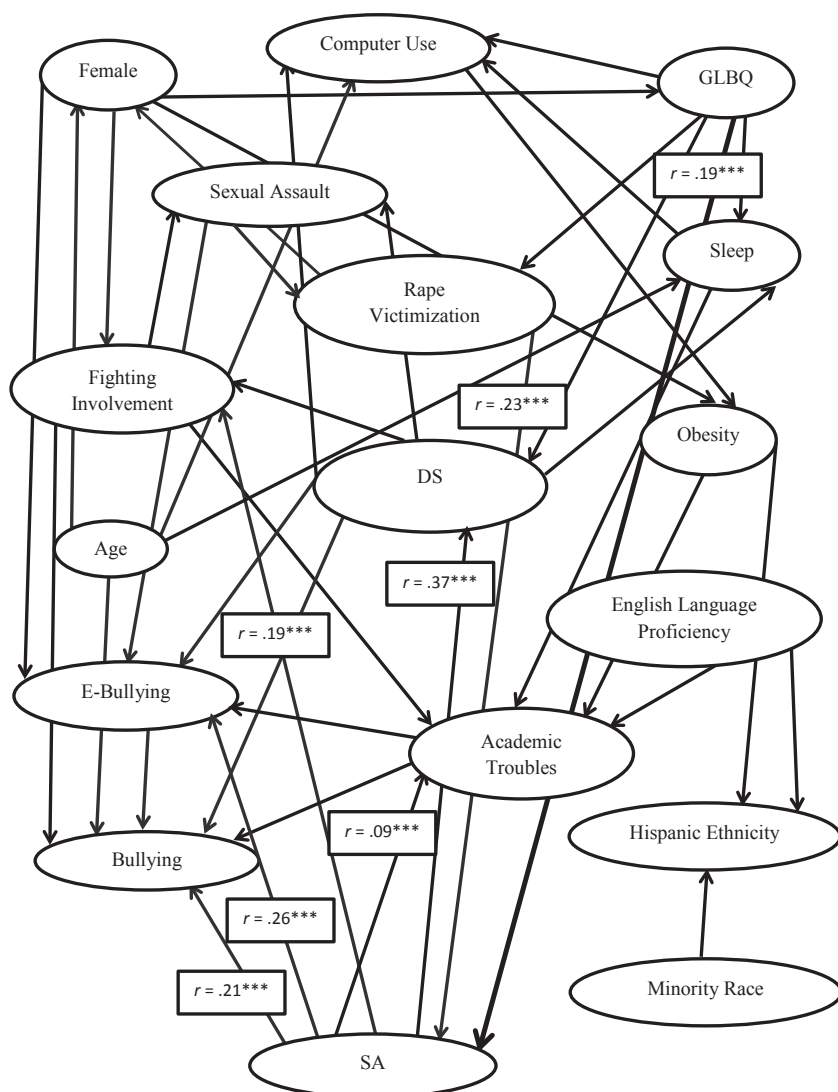 Computer Use
Female
GLBQ
r = .19***
Sexual Assault
Sleep
Rape
Victimization
Fighting
Involvement
r = .23***
Obesity
DS
Age
r = .37***
English Language
Proficiency
r = .19***
E-Bullying
Academic
Troubles
r = .09***
Hispanic Ethnicity
Bullying
r = .26***
r = .21***
Minority Race
SA